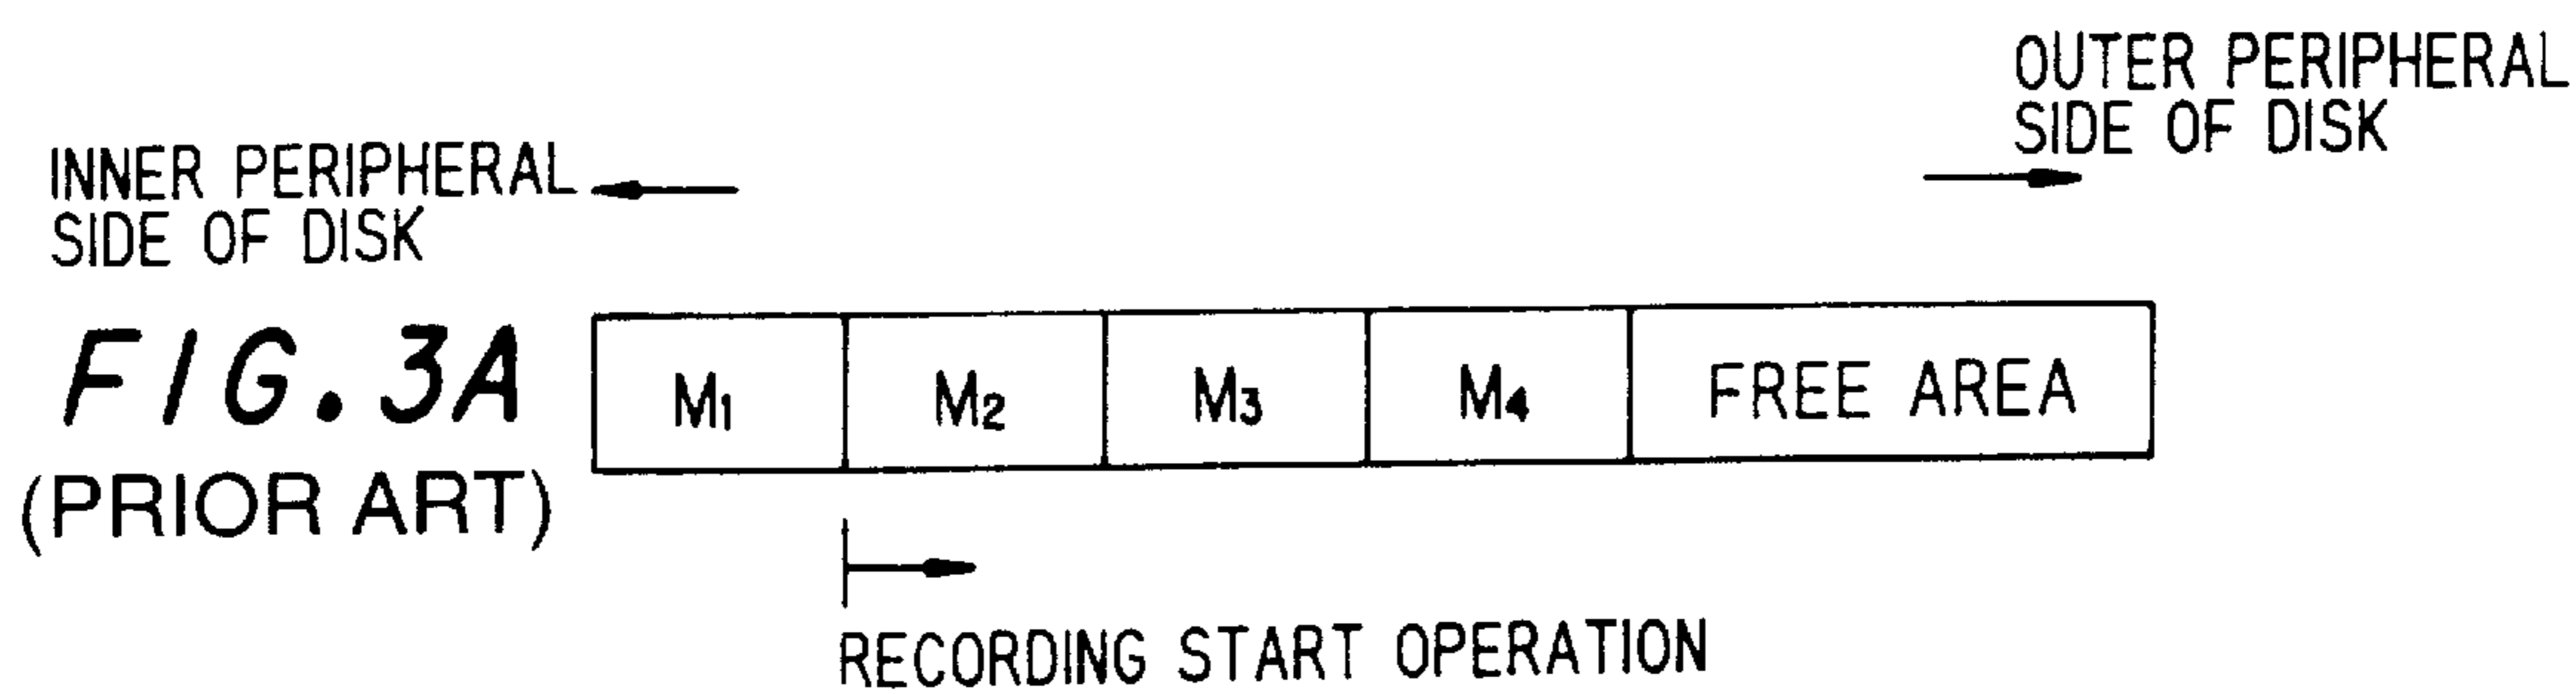 OUTER PERIPHERAL
SIDE OF DISK
INNER PERIPHERAL
SIDE OF DISK
FIG.3A
(PRIOR ART)
M1 M2 M3 M4 FREE AREA
RECORDING START OPERATION